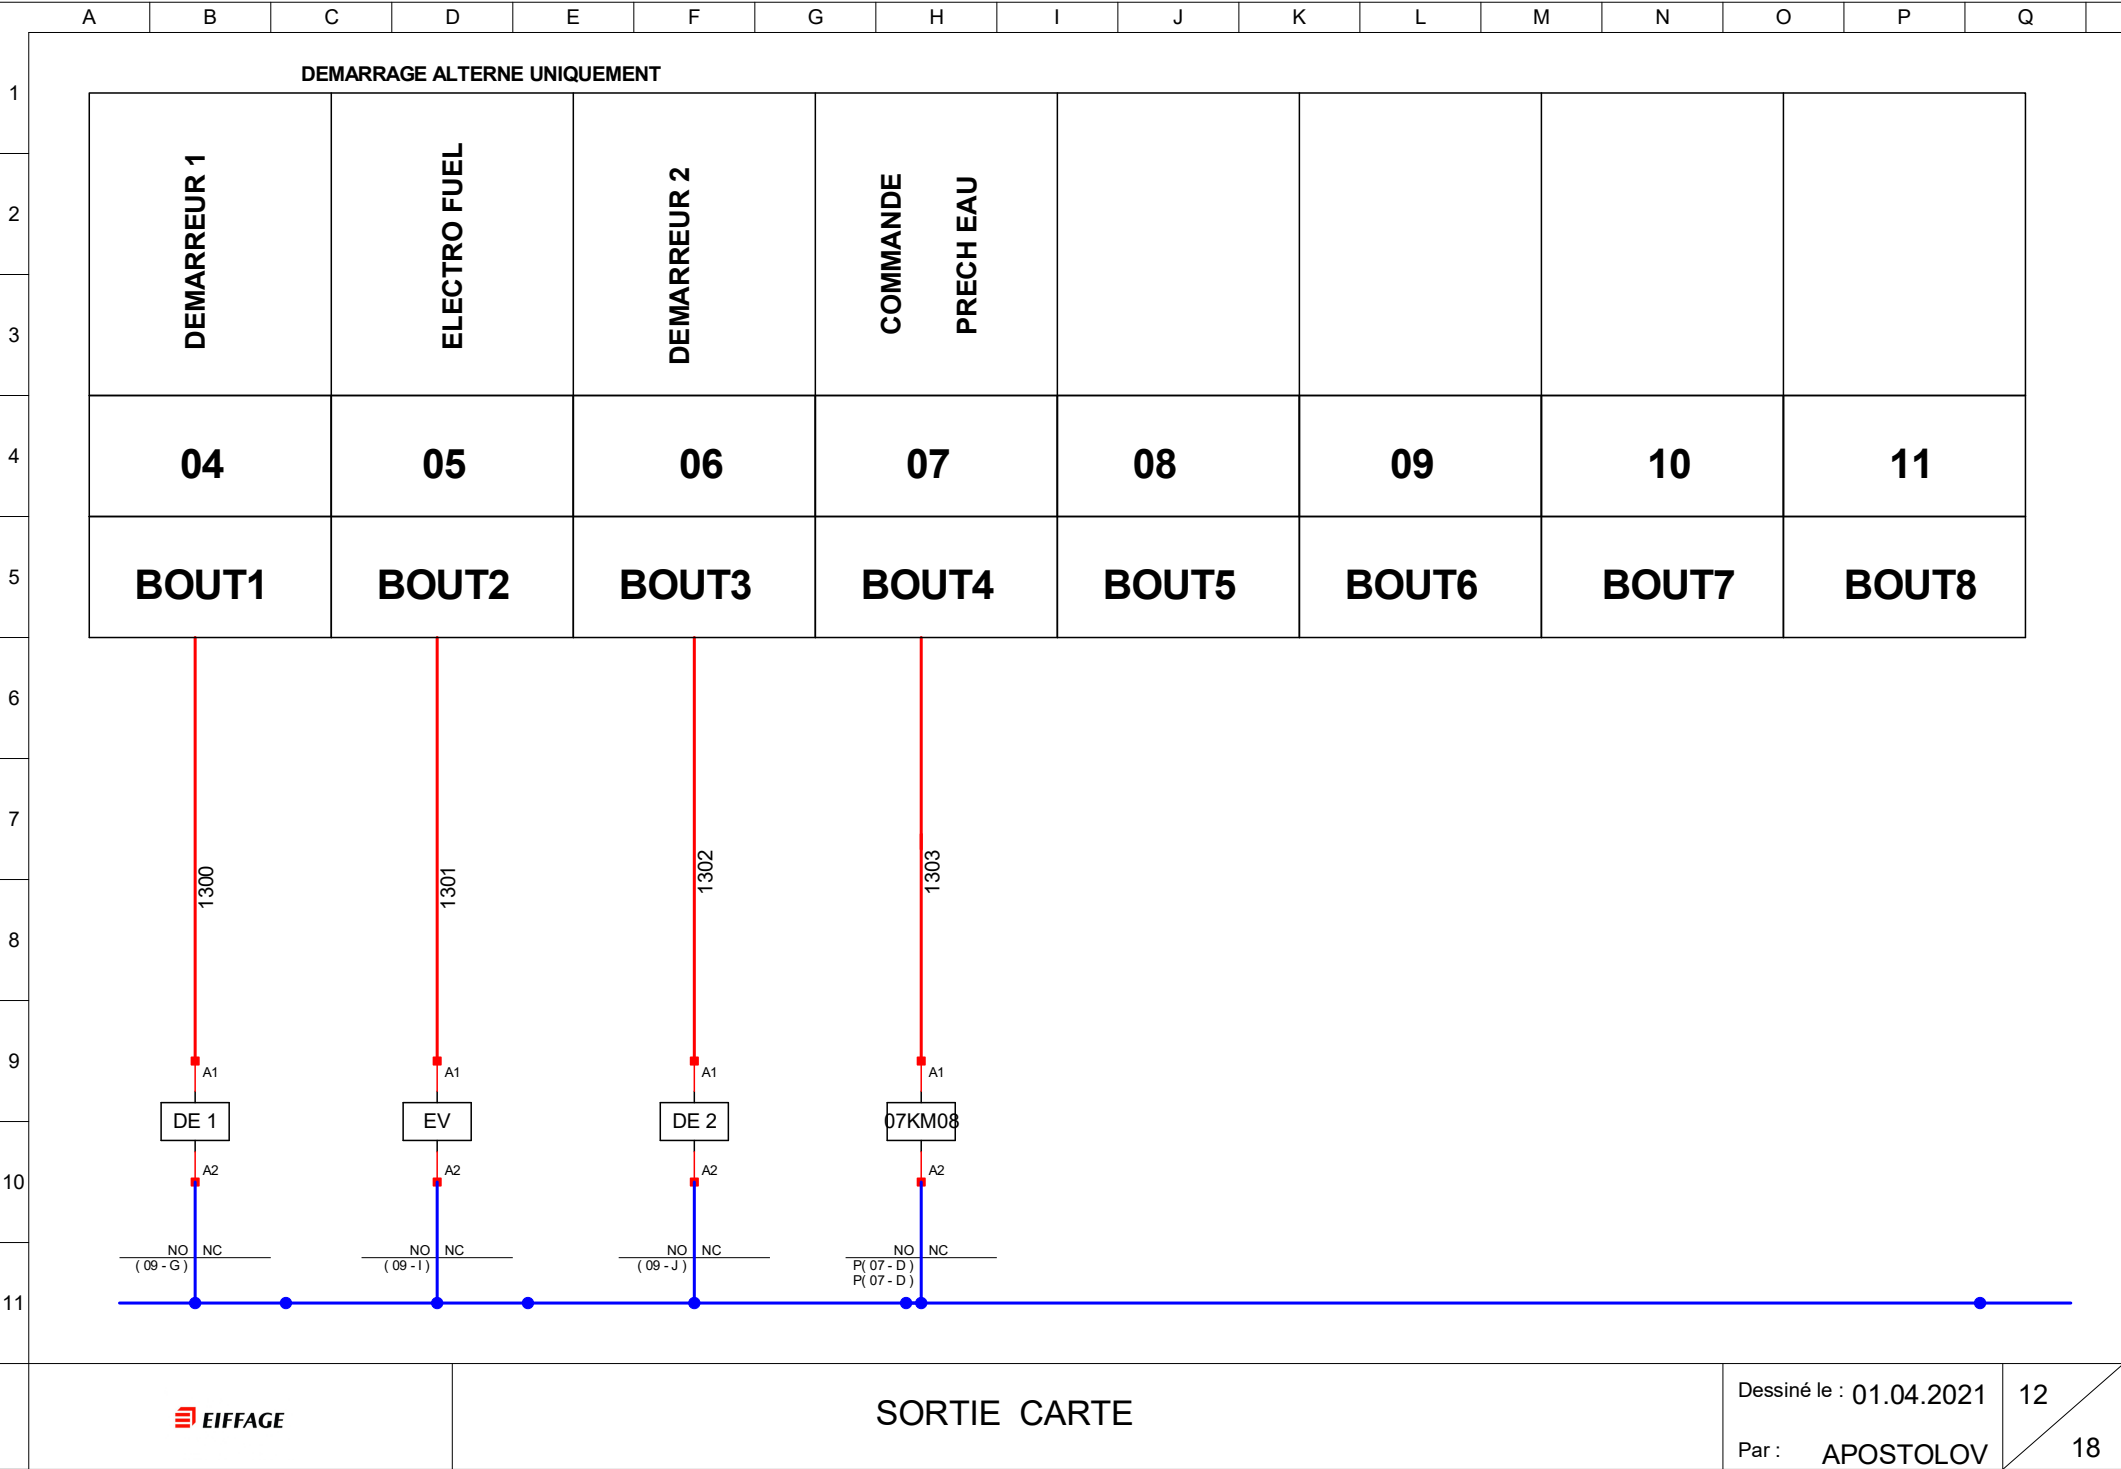 A B C D E F G H I J K L M N O P Q
DEMARRAGE ALTERNE UNIQUEMENT
1
2
3
4
5
6
7
8
9
10
11
DEMARREUR 1
ELECTRO FUEL
DEMARREUR 2
COMMANDE
PRECH EAU
04 05 06 07 08 09 10 11
BOUT1 BOUT2 BOUT3 BOUT4 BOUT5 BOUT6 BOUT7 BOUT8
1300 1301 1302 1303
A1 A1 A1 A1
DE 1 EV DE 2 07KM08
A2 A2 A2 A2
NO NC NO NC NO NC NO NC
( 09 - G ) ( 09 - I ) ( 09 - J ) P( 07 - D )
P( 07 - D )
EIFFAGE
SORTIE CARTE
Dessiné le : 01.04.2021
Par : APOSTOLOV
12
18